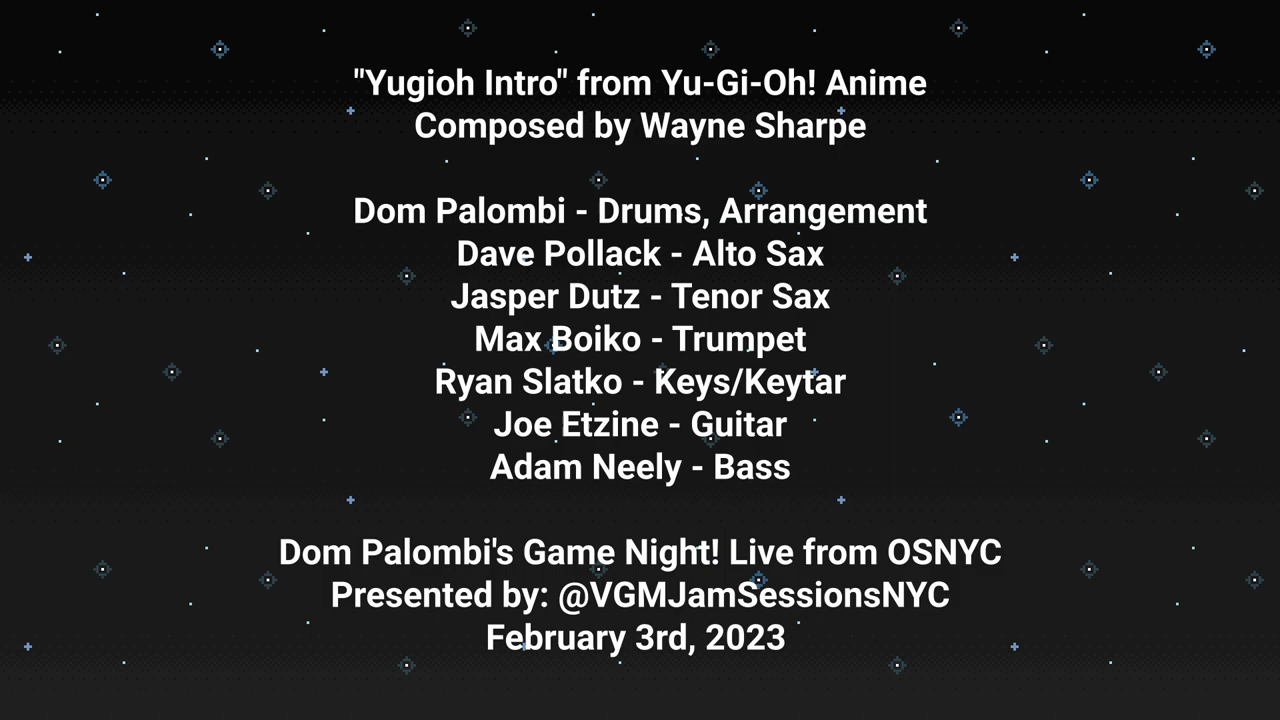 "Yugioh Intro" from Yu-Gi-Oh! Anime
Composed by Wayne Sharpe
Dom Palombi - Drums, Arrangement
Dave Pollack - Alto Sax
Jasper Dutz - Tenor Sax
Max Boiko - Trumpet
Ryan Slatko - Keys/Keytar
Joe Etzine - Guitar
Adam Neely - Bass
Dom Palombi's Game Night! Live from OSNYC
Presented by: @VGMJamSessionsNYC
February 3rd, 2023